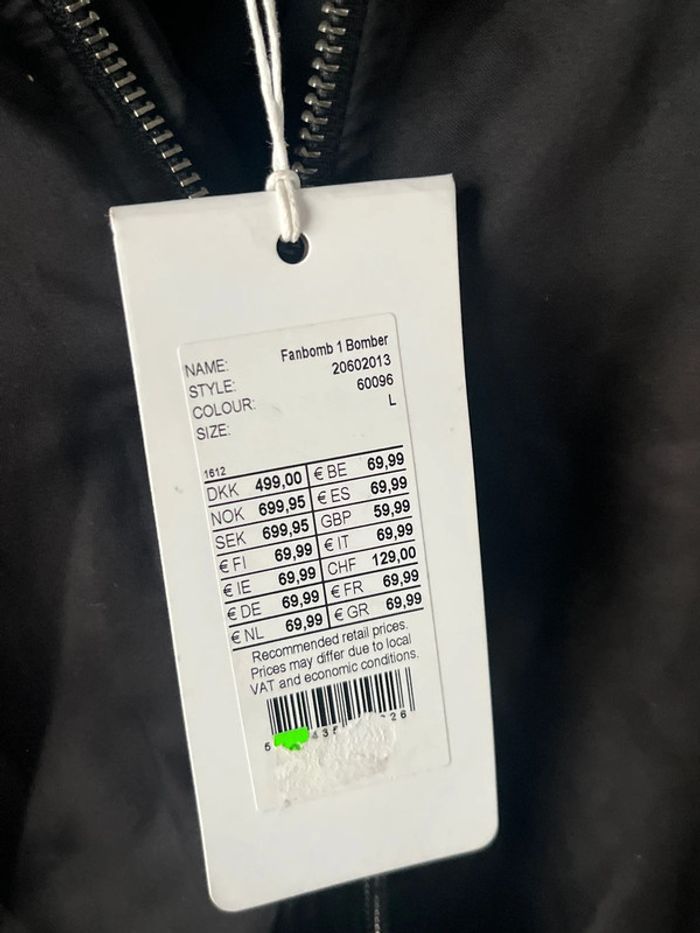 NAME: Fanbomb 1 Bomber
STYLE: 20602013
COLOUR: 60096
SIZE: L
1612
DKK 499,00 € BE 69,99
NOK 699,95 € ES 69,99
SEK 699,95 GBP 59,99
€ FI 69,99 € IT 69,99
€ IE 69,99 CHF 129,00
€ DE 69,99 € FR 69,99
€ NL 69,99 € GR 69,99
Recommended retail prices.
Prices may differ due to local
VAT and economic conditions.